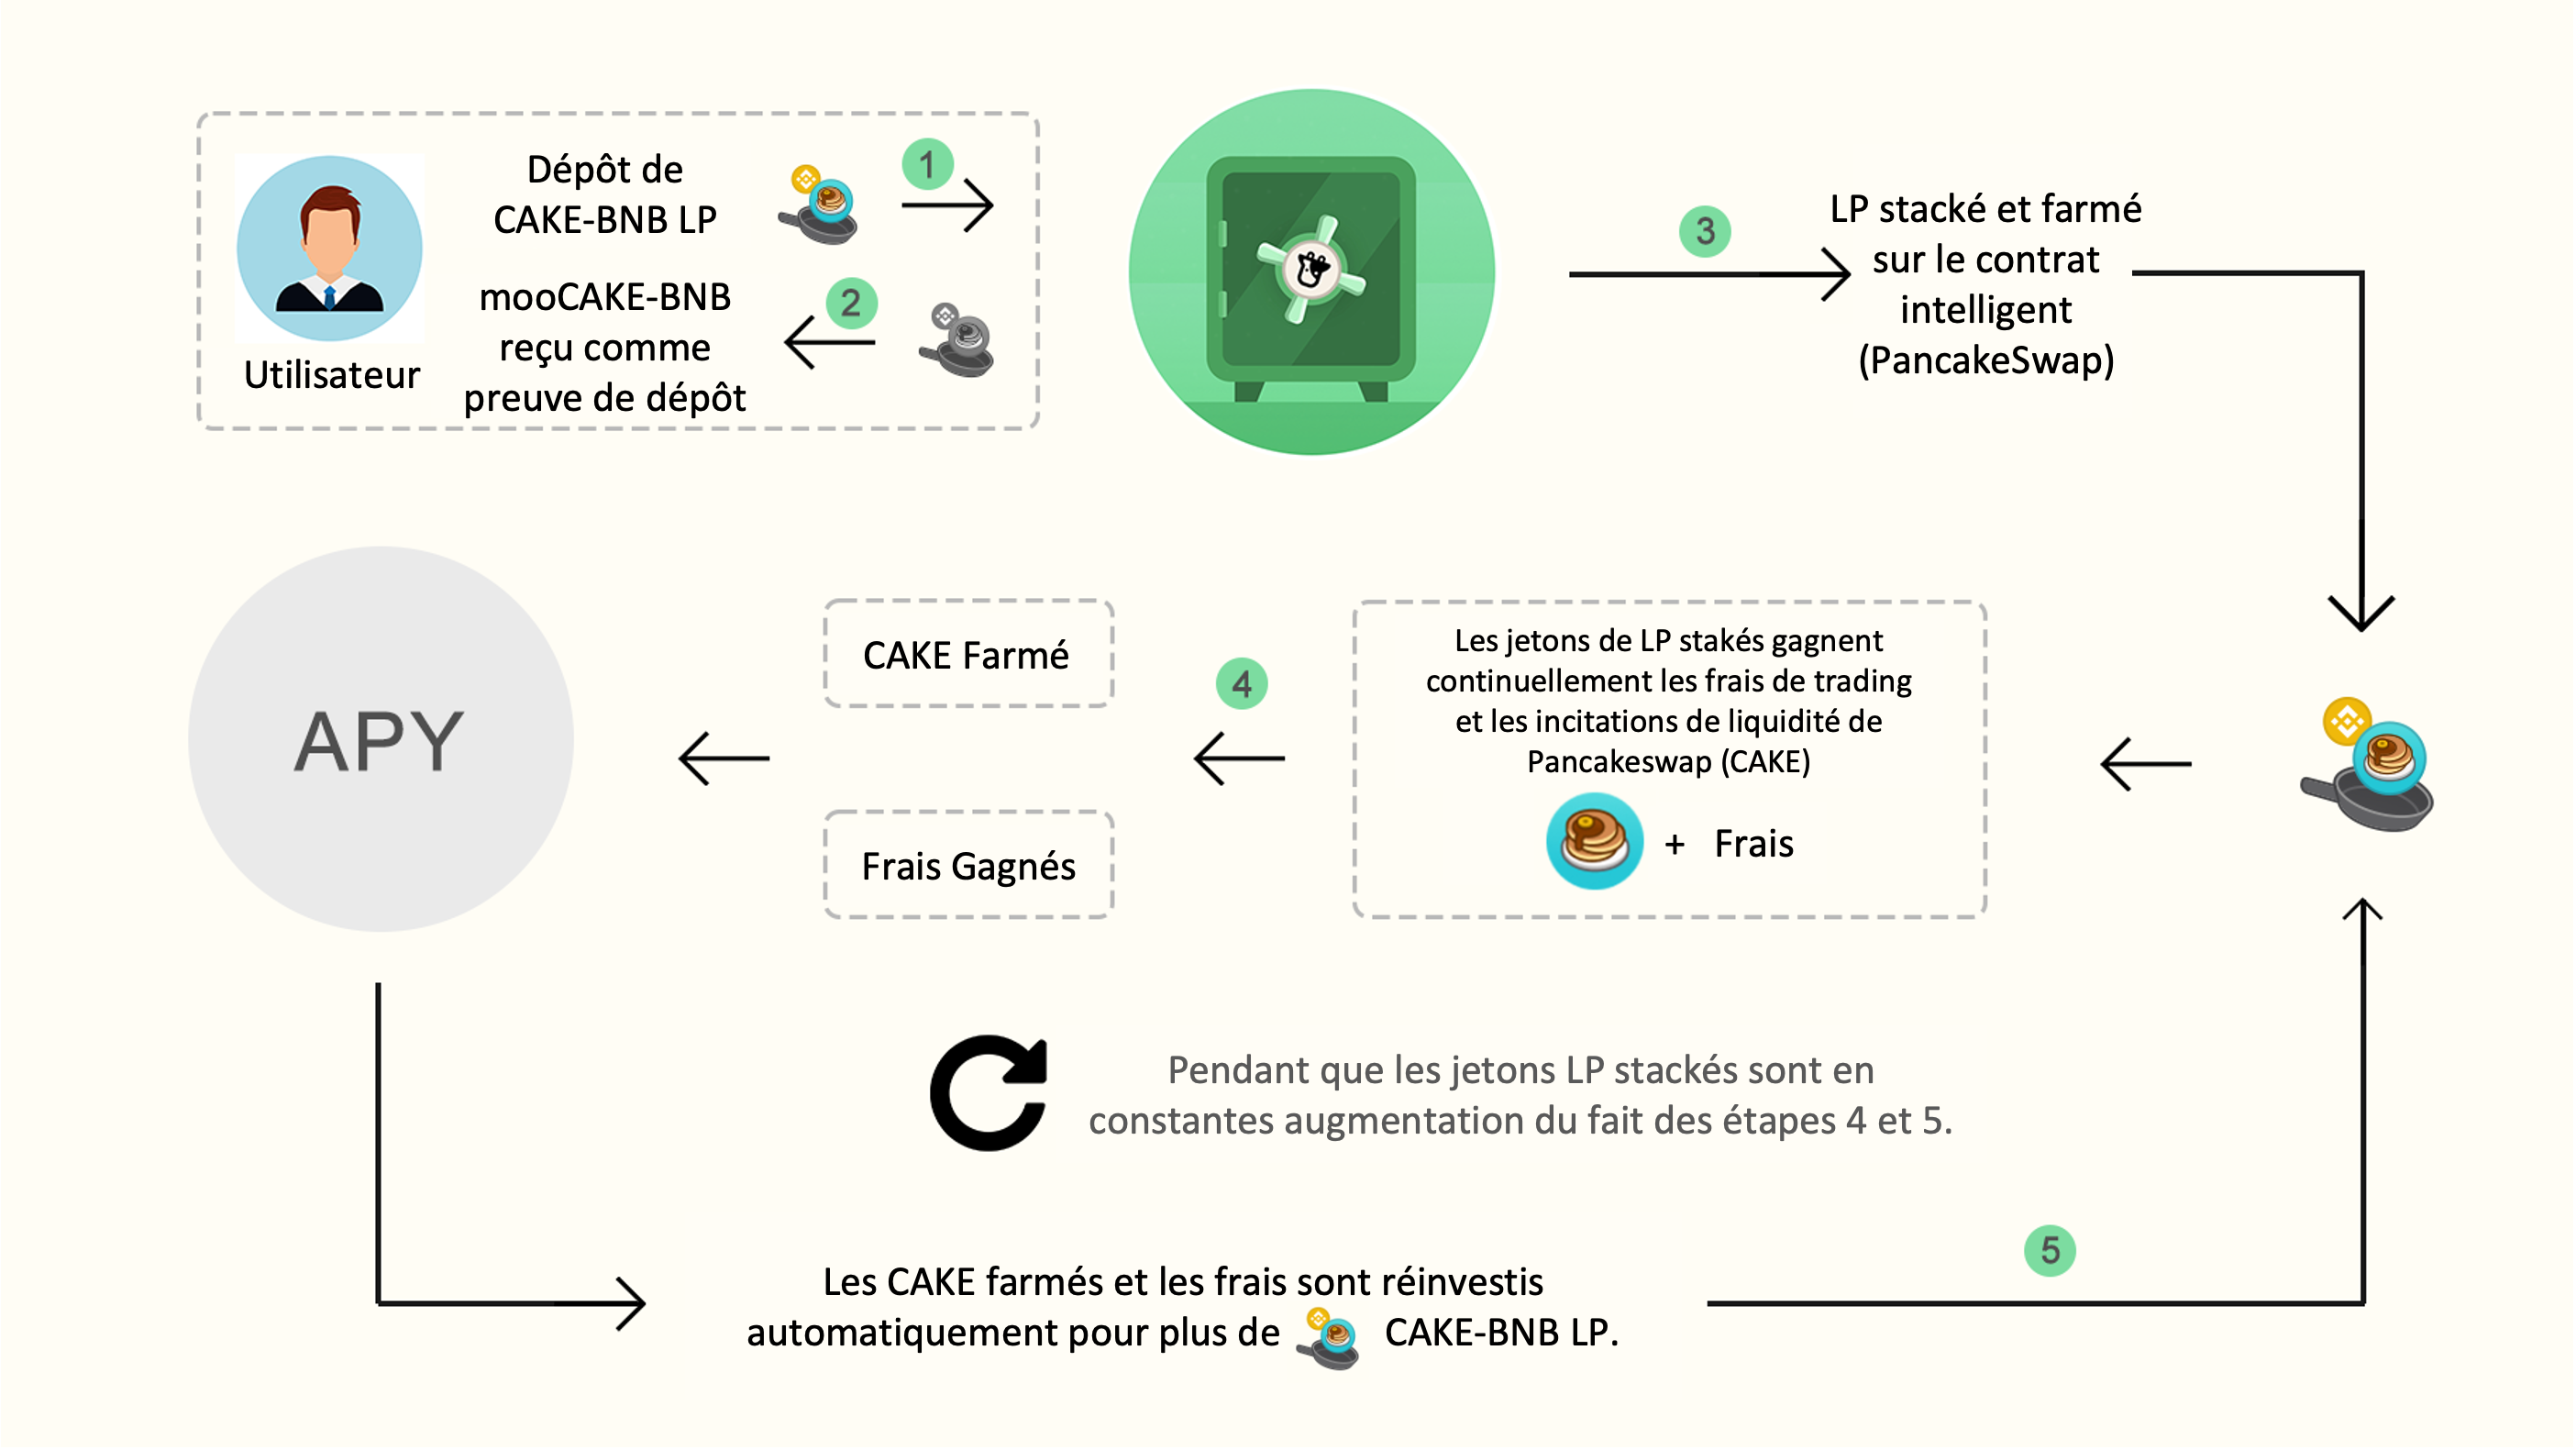 Dépôt de
CAKE-BNB LP
1
mooCAKE-BNB
reçu comme
preuve de dépôt
2
Utilisateur
3
LP stacké et farmé
sur le contrat
intelligent
(PancakeSwap)
Les jetons de LP stakés gagnent
continuellement les frais de trading
et les incitations de liquidité de
Pancakeswap (CAKE)
+ Frais
4
CAKE Farmé
Frais Gagnés
APY
Pendant que les jetons LP stackés sont en
constantes augmentation du fait des étapes 4 et 5.
Les CAKE farmés et les frais sont réinvestis
automatiquement pour plus de CAKE-BNB LP.
5